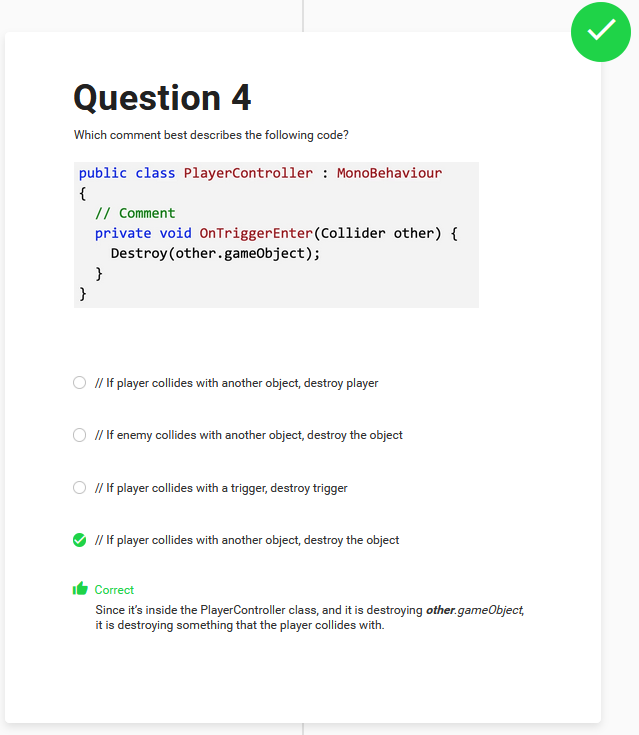 Question 4
Which comment best describes the following code?
public class PlayerController : MonoBehaviour
{
// Comment
private void OnTriggerEnter(Collider other) {
Destroy(other.gameObject);
}
}
// If player collides with another object, destroy player
// If enemy collides with another object, destroy the object
// If player collides with a trigger, destroy trigger
// If player collides with another object, destroy the object
Correct
Since it's inside the PlayerController class, and it is destroying other.gameObject,
it is destroying something that the player collides with.